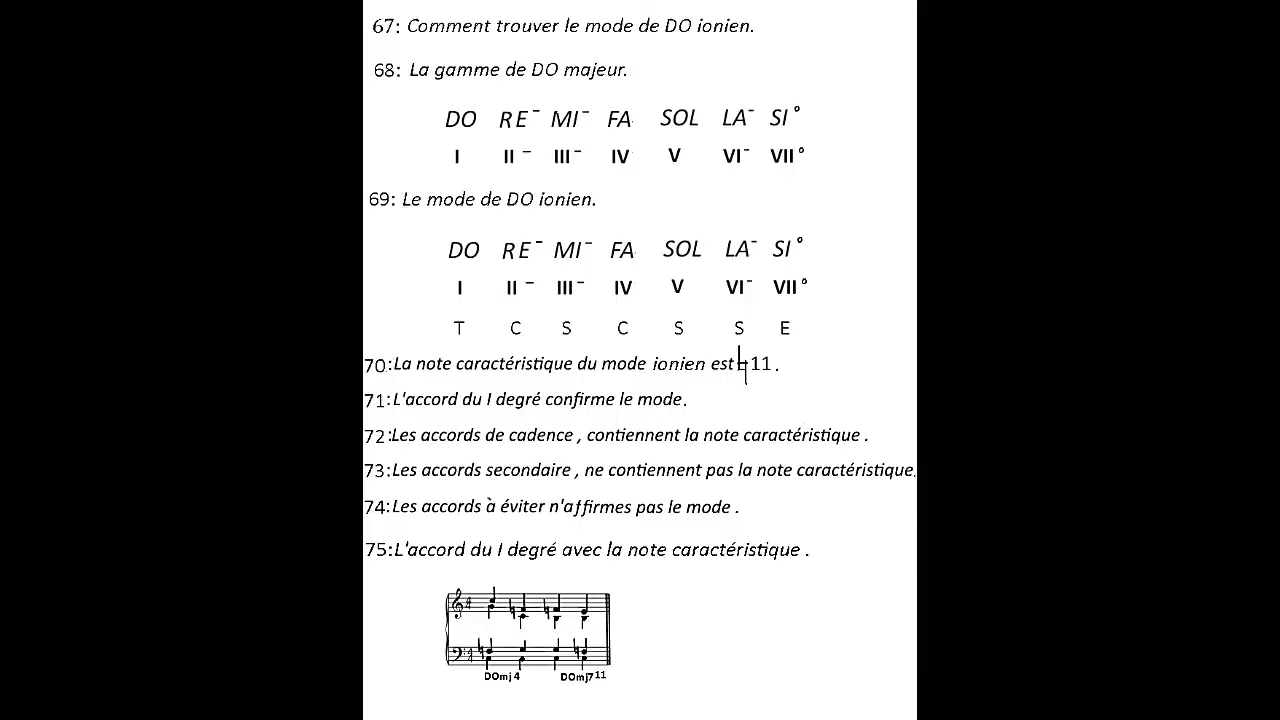 67: Comment trouver le mode de DO ionien.
68: La gamme de DO majeur.
DO RE⁻ MI⁻ FA SOL LA⁻ SI°
I II⁻ III⁻ IV V VI⁻ VII°
69: Le mode de DO ionien.
DO RE⁻ MI⁻ FA SOL LA⁻ SI°
I II⁻ III⁻ IV V VI⁻ VII°
T C S C S S E
70:La note caractéristique du mode ionien est ♮11.
71:L'accord du I degré confirme le mode.
72:Les accords de cadence, contiennent la note caractéristique.
73:Les accords secondaire, ne contiennent pas la note caractéristique.
74:Les accords à éviter n'affirmes pas le mode.
75:L'accord du I degré avec la note caractéristique.
DOmj4 DOmj7 11